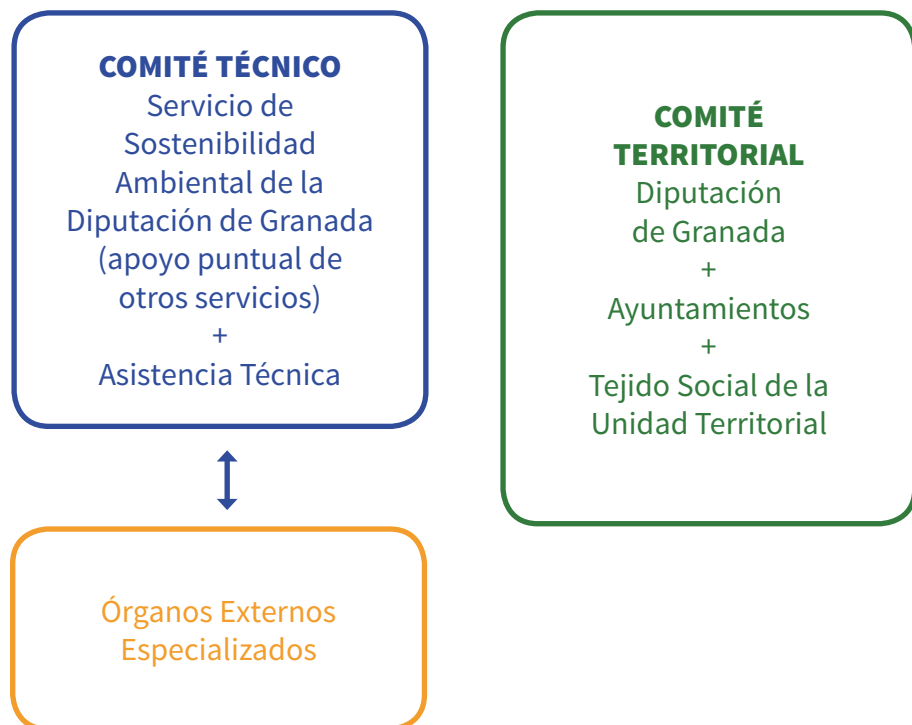 COMITÉ TÉCNICO
Servicio de
Sostenibilidad
Ambiental de la
Diputación de Granada
(apoyo puntual de
otros servicios)
+
Asistencia Técnica
COMITÉ
TERRITORIAL
Diputación
de Granada
+
Ayuntamientos
+
Tejido Social de la
Unidad Territorial
Órganos Externos
Especializados